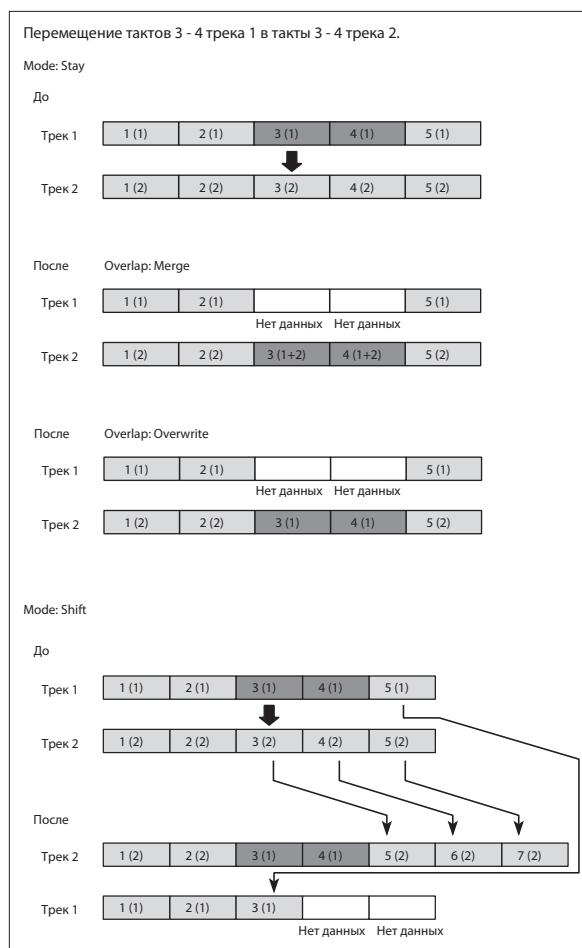 Перемещение тактов 3 - 4 трека 1 в такты 3 - 4 трека 2.
Mode: Stay
До
Трек 1 1 (1) 2 (1) 3 (1) 4 (1) 5 (1)
Трек 2 1 (2) 2 (2) 3 (2) 4 (2) 5 (2)
После Overlap: Merge
Трек 1 1 (1) 2 (1) 5 (1)
Нет данных Нет данных
Трек 2 1 (2) 2 (2) 3 (1+2) 4 (1+2) 5 (2)
После Overlap: Overwrite
Трек 1 1 (1) 2 (1) 5 (1)
Нет данных Нет данных
Трек 2 1 (2) 2 (2) 3 (1) 4 (1) 5 (2)
Mode: Shift
До
Трек 1 1 (1) 2 (1) 3 (1) 4 (1) 5 (1)
Трек 2 1 (2) 2 (2) 3 (2) 4 (2) 5 (2)
После
Трек 2 1 (2) 2 (2) 3 (1) 4 (1) 5 (2) 6 (2) 7 (2)
Трек 1 1 (1) 2 (1) 3 (1)
Нет данных Нет данных